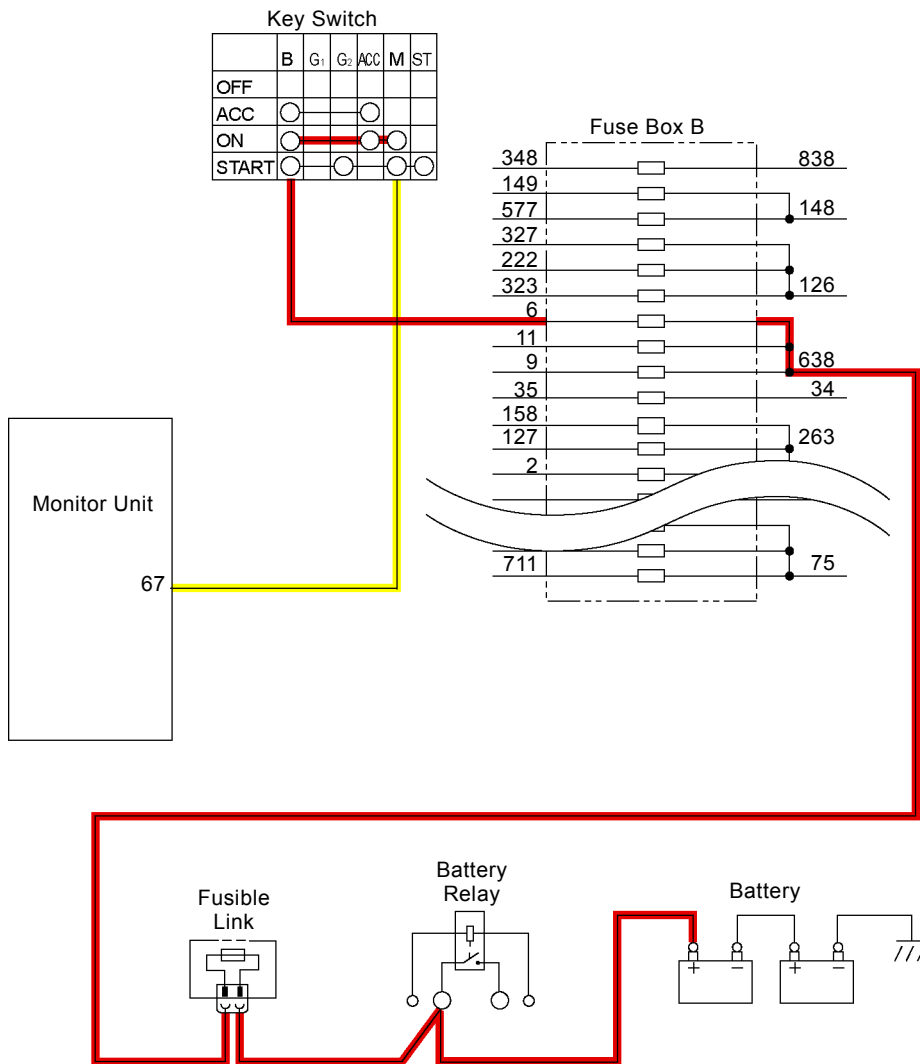 Key Switch
B G1 G2 ACC M ST
OFF
ACC
ON
START
Fuse Box B
348 838
149
577 148
327
222
323 126
6
11
9 638
35 34
158
127 263
2
711 75
Monitor Unit
67
Fusible
Link
Battery
Relay
Battery
+ − + −